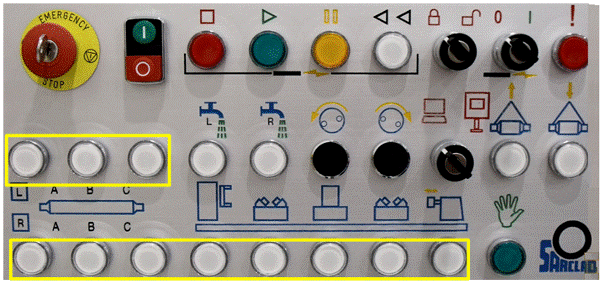 EMERGENCY
STOP
I
O
0 I !
L R
L A B C
R A B C
SARCLAD